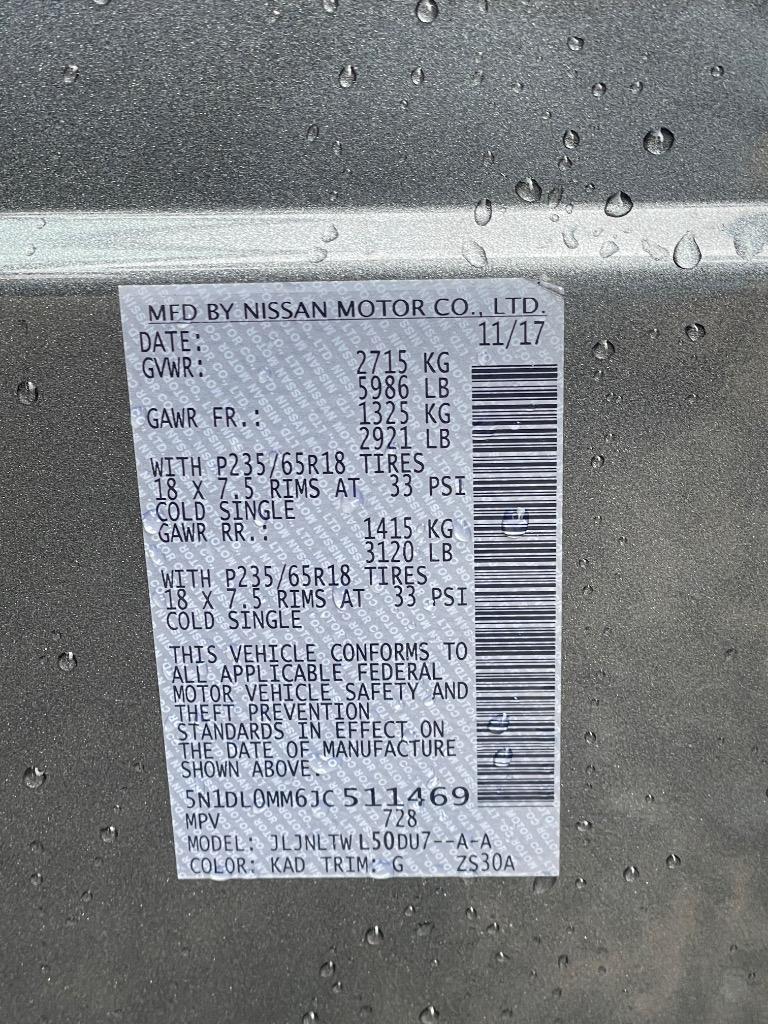 MFD BY NISSAN MOTOR CO., LTD.
DATE: 11/17
GVWR: 2715 KG
5986 LB
GAWR FR.: 1325 KG
2921 LB
WITH P235/65R18 TIRES
18 X 7.5 RIMS AT 33 PSI
COLD SINGLE
GAWR RR.: 1415 KG
3120 LB
WITH P235/65R18 TIRES
18 X 7.5 RIMS AT 33 PSI
COLD SINGLE
THIS VEHICLE CONFORMS TO
ALL APPLICABLE FEDERAL
MOTOR VEHICLE SAFETY AND
THEFT PREVENTION
STANDARDS IN EFFECT ON
THE DATE OF MANUFACTURE
SHOWN ABOVE.
5N1DL0MM6JC511469
MPV 728
MODEL: JLJNLTWL50DU7--A-A
COLOR: KAD TRIM: G ZS30A